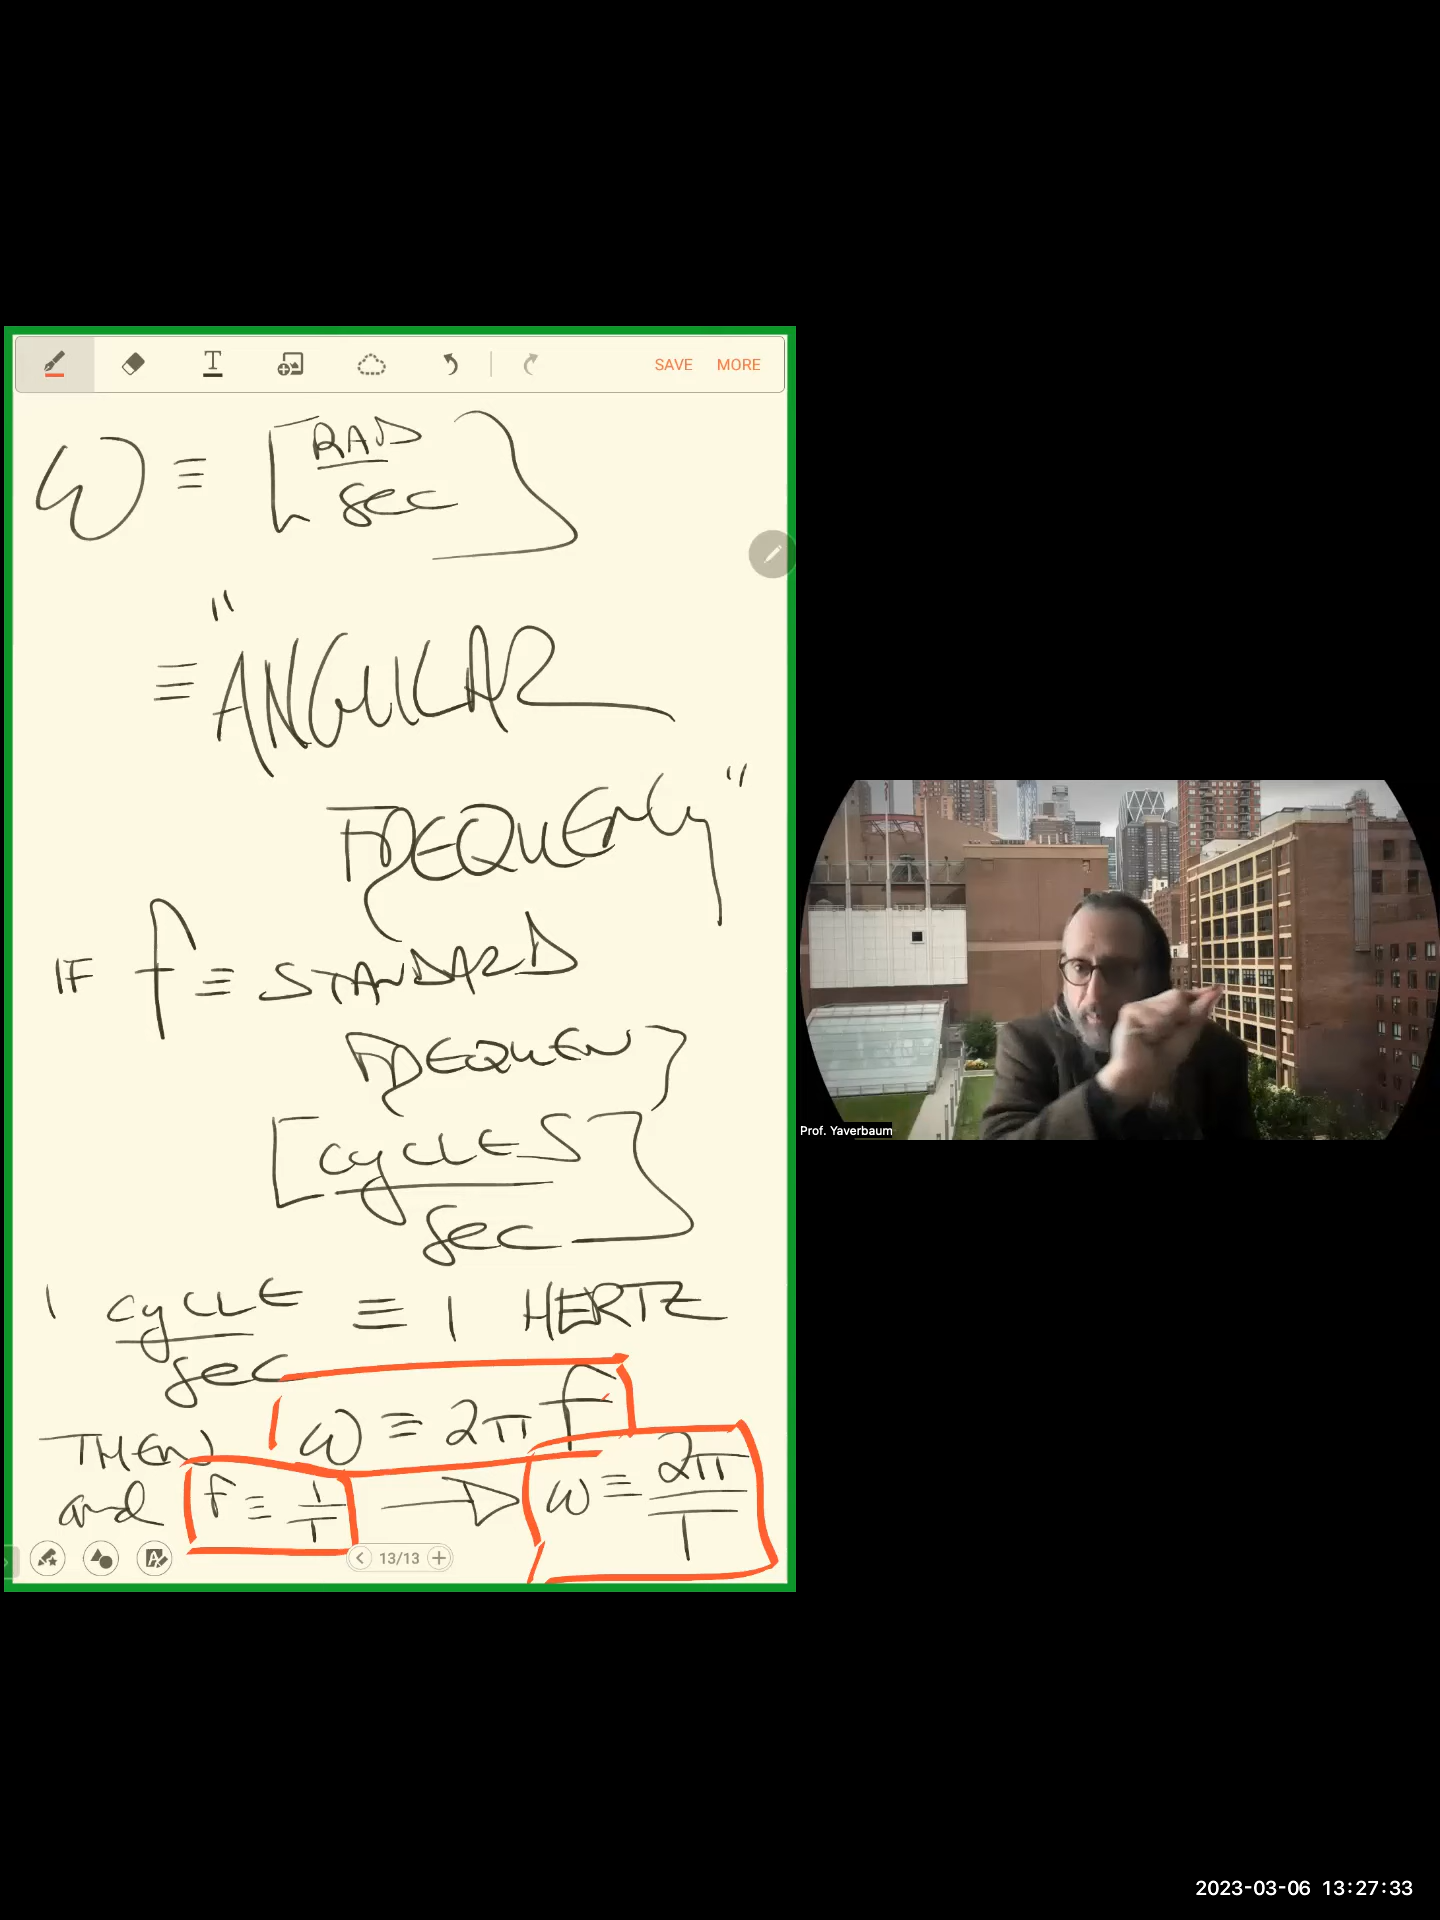 SAVE MORE
ω ≡ [RAD/sec]
≡ "ANGULAR
FREQUENCY"
IF f ≡ STANDARD
FREQUENCY
[CYCLES/sec]
1 CYCLE/sec ≡ 1 HERTZ
THEN ω ≡ 2π f
and f ≡ 1/T → ω ≡ 2π/T
13/13
Prof. Yaverbaum
2023-03-06 13:27:33